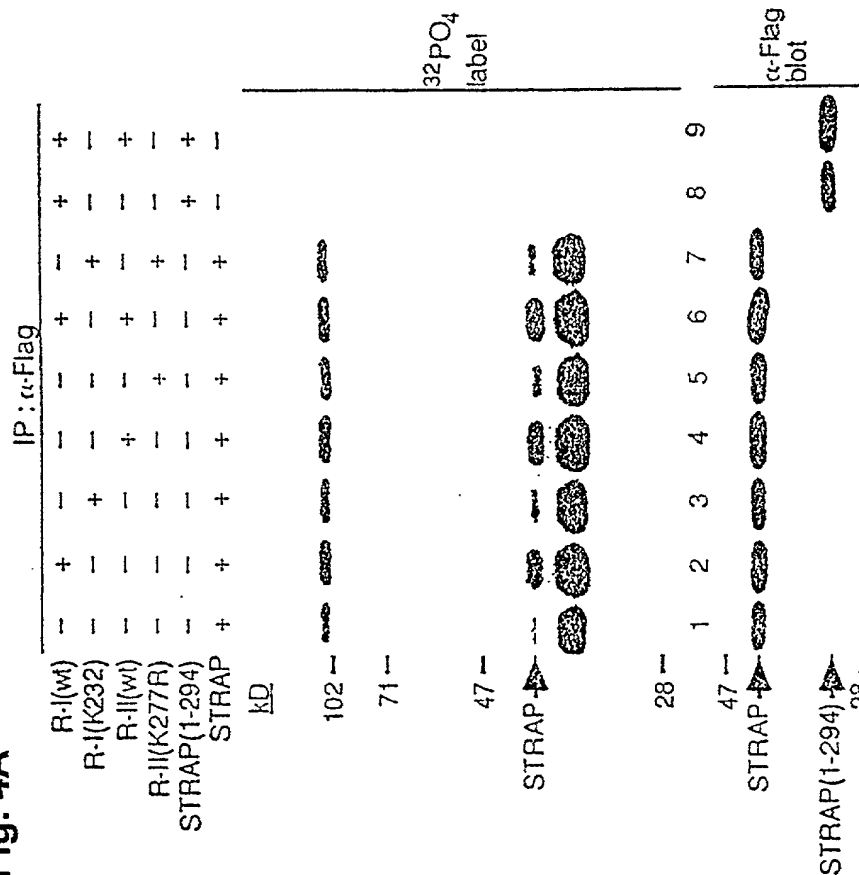 Fig. 4A
IP : α-Flag
R-I(wt) − + − − − + − + +
R-I(K232) − − + − − − + − −
R-II(wt) − − − + − + − − +
R-II(K277R) − − − − + − + − −
STRAP(1-294) − − − − − − − + +
STRAP + + + + + + + − −
kD
102 −
71 −
47 −
STRAP
28 −
32PO4
label
1 2 3 4 5 6 7 8 9
47 −
STRAP
STRAP(1-294)
28
α-Flag
blot